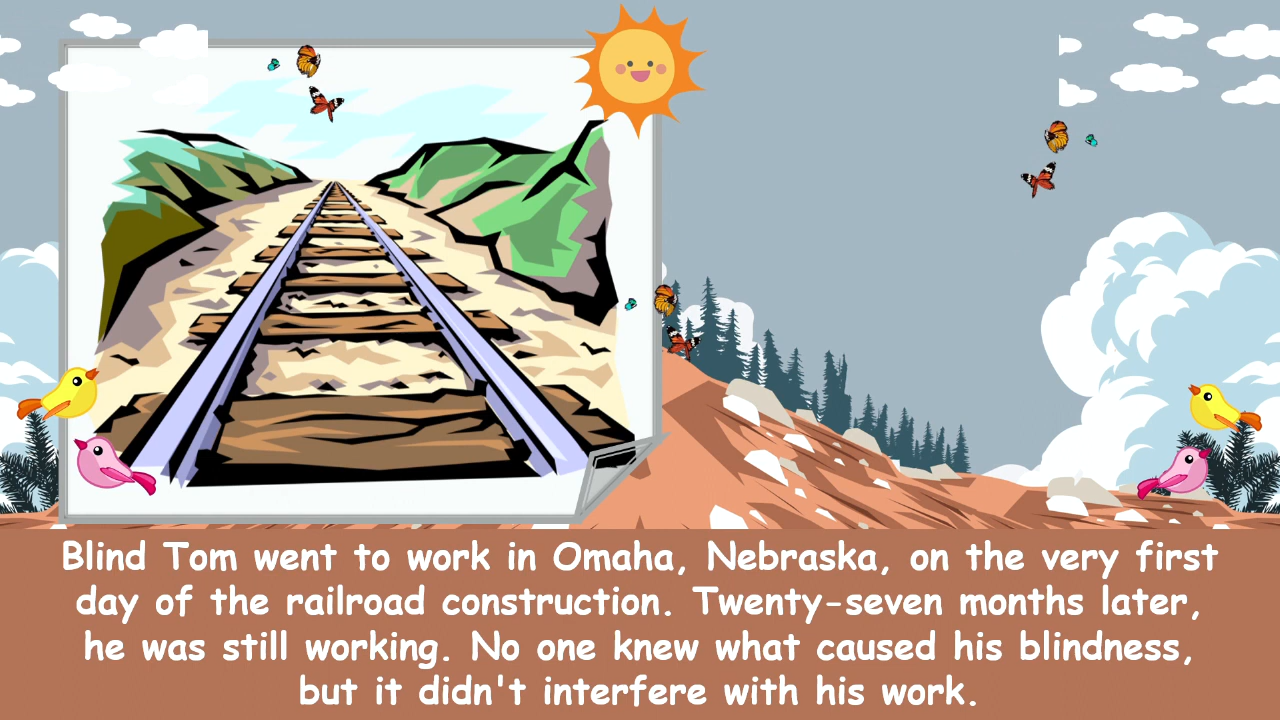 Blind Tom went to work in Omaha, Nebraska, on the very first
day of the railroad construction. Twenty-seven months later,
he was still working. No one knew what caused his blindness,
but it didn't interfere with his work.